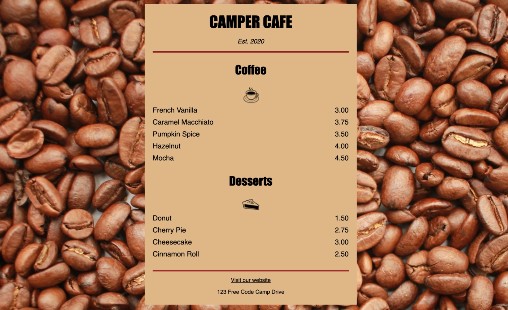 CAMPER CAFE
Est. 2020
Coffee
French Vanilla 3.00
Caramel Macchiato 3.75
Pumpkin Spice 3.50
Hazelnut 4.00
Mocha 4.50
Desserts
Donut 1.50
Cherry Pie 2.75
Cheesecake 3.00
Cinnamon Roll 2.50
Visit our website
123 Free Code Camp Drive